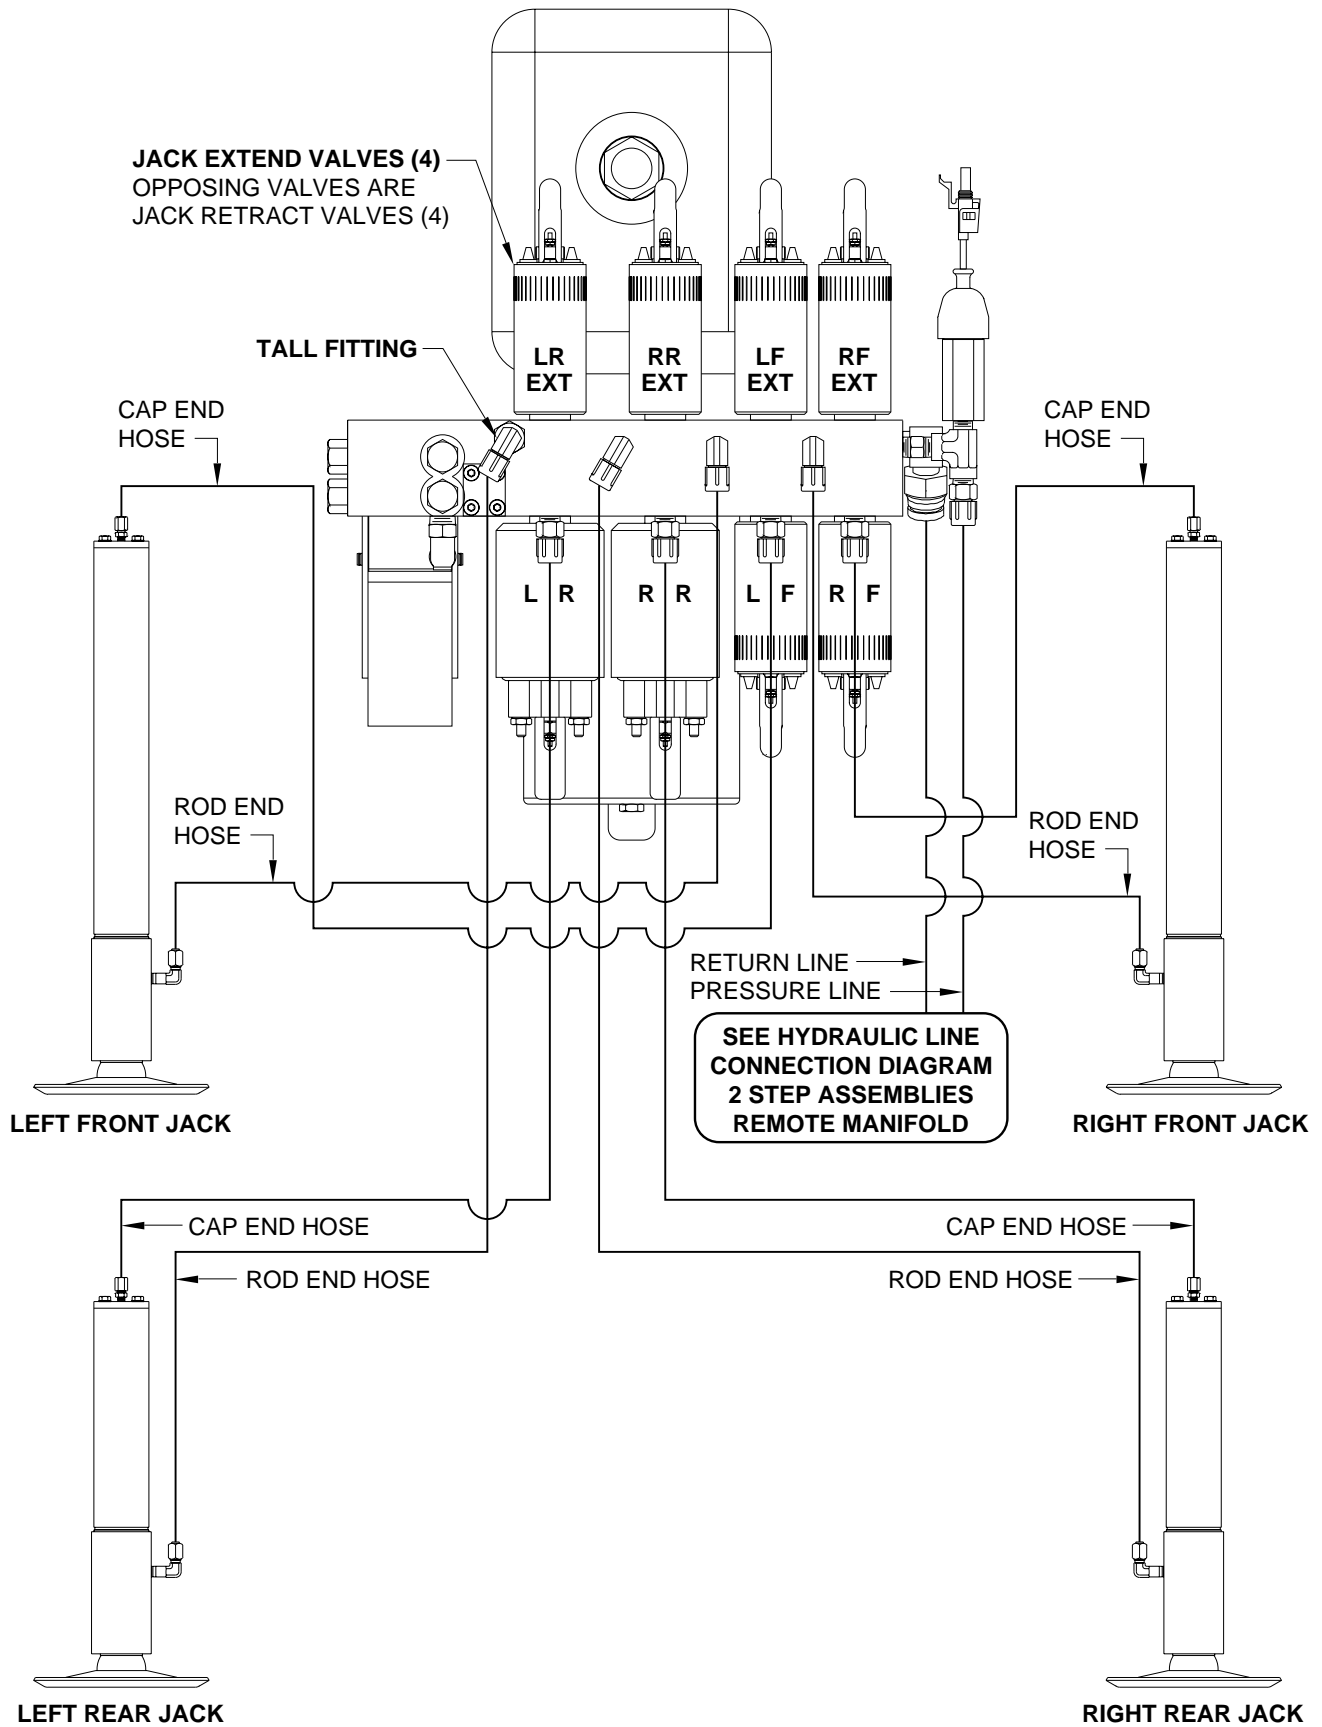 JACK EXTEND VALVES (4)
OPPOSING VALVES ARE
JACK RETRACT VALVES (4)
TALL FITTING
LR
EXT
RR
EXT
LF
EXT
RF
EXT
CAP END
HOSE
CAP END
HOSE
L R
R R
L F
R F
ROD END
HOSE
ROD END
HOSE
RETURN LINE
PRESSURE LINE
SEE HYDRAULIC LINE
CONNECTION DIAGRAM
2 STEP ASSEMBLIES
REMOTE MANIFOLD
LEFT FRONT JACK
RIGHT FRONT JACK
CAP END HOSE
CAP END HOSE
ROD END HOSE
ROD END HOSE
LEFT REAR JACK
RIGHT REAR JACK